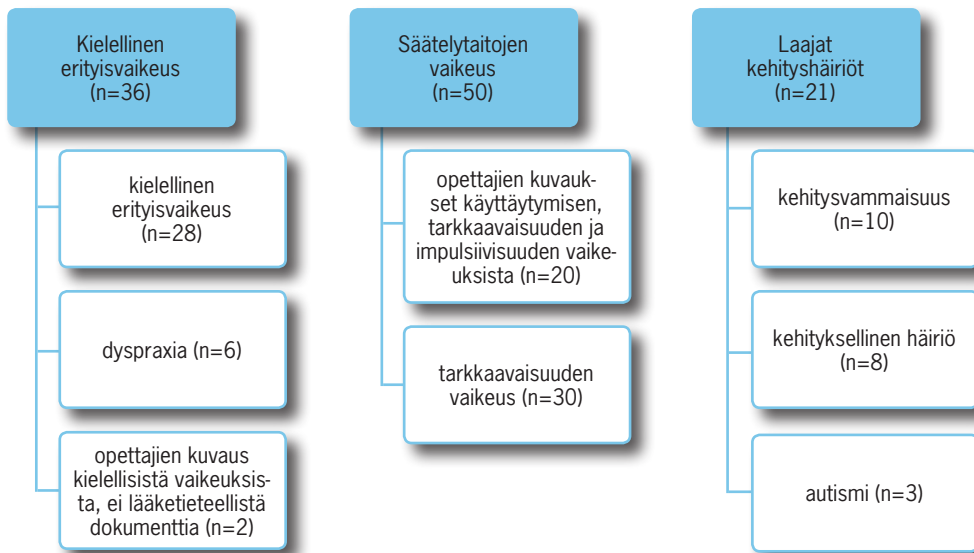 Kielellinen
erityisvaikeus
(n=36)
kielellinen
erityisvaikeus
(n=28)
dyspraxia (n=6)
opettajien kuvaus
kielellisistä vaikeuksis-
ta, ei lääketieteellistä
dokumenttia (n=2)
Säätelytaitojen
vaikeus
(n=50)
opettajien kuvauk-
set käyttäytymisen,
tarkkaavaisuuden ja
impulsiivisuuden vaike-
uksista (n=20)
tarkkaavaisuuden
vaikeus (n=30)
Laajat
kehityshäiriöt
(n=21)
kehitysvammaisuus
(n=10)
kehityksellinen häiriö
(n=8)
autismi (n=3)